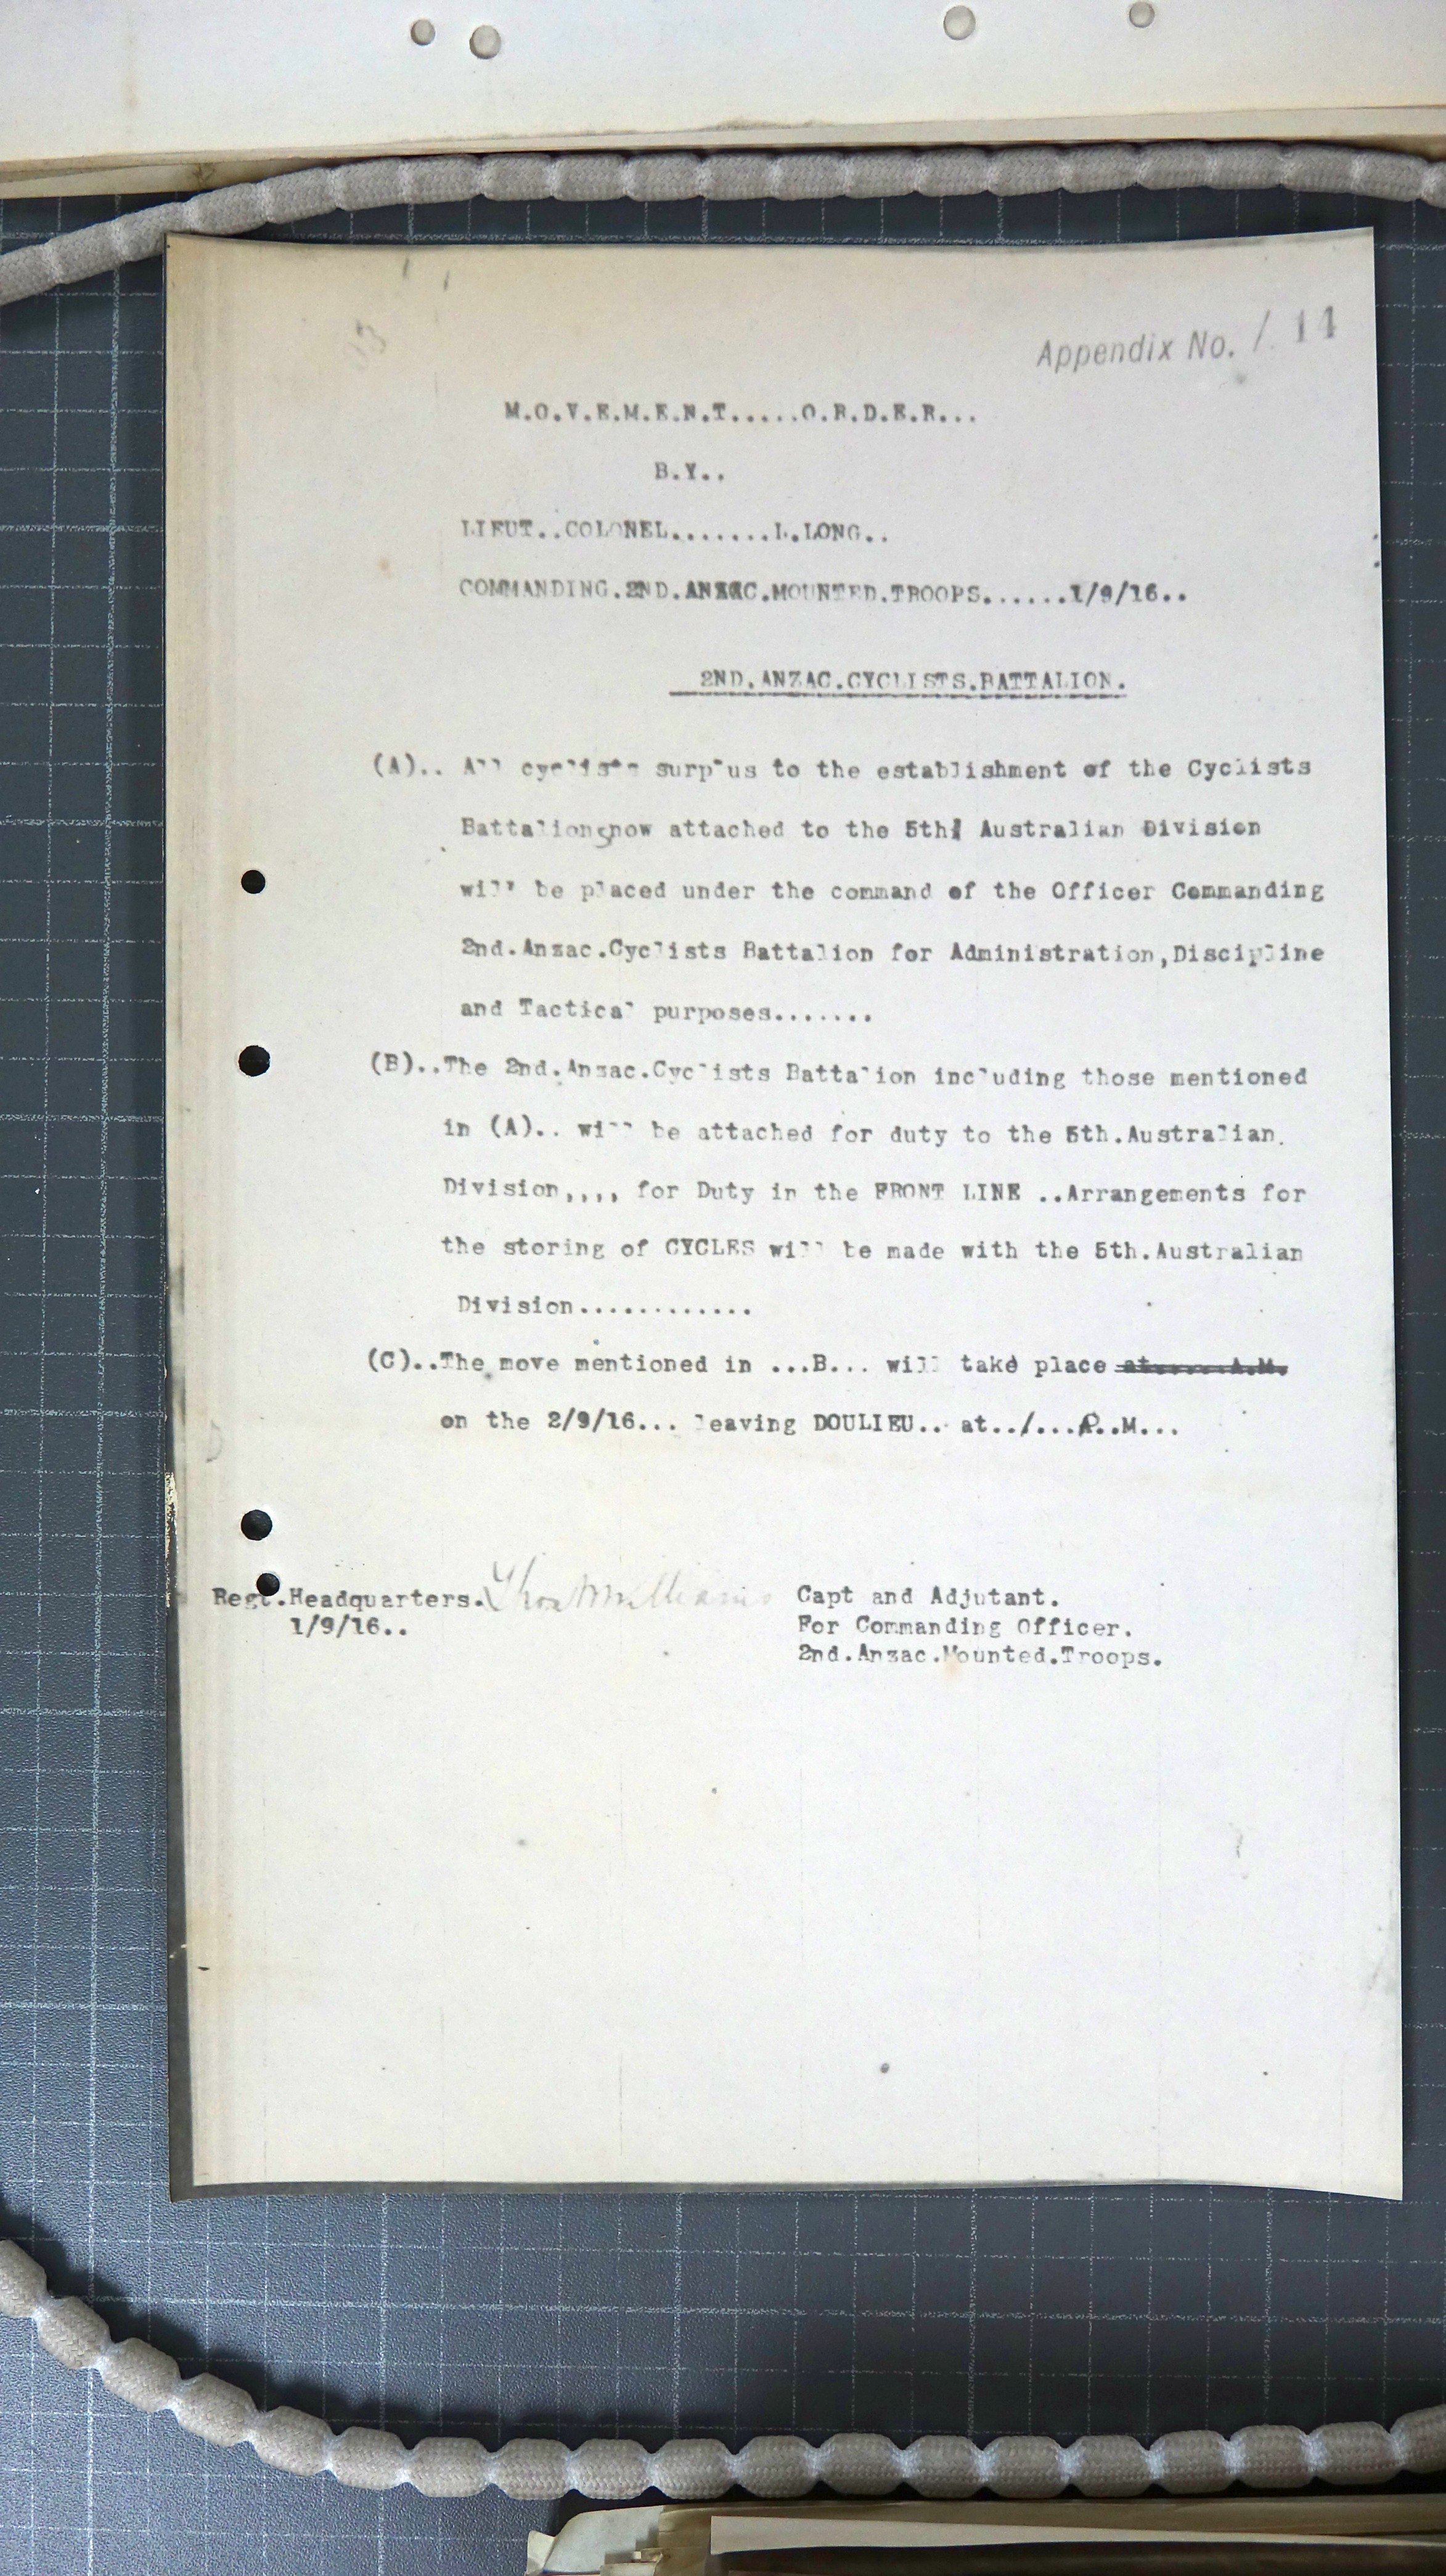 Appendix No. 1. 14
M.O.V.E.M.E.N.T.....O.R.D.E.R...
B.Y..
LIEUT..COLONEL.......L.LONG..
COMMANDING.2ND.ANZAC.MOUNTED.TROOPS......1/9/16..
2ND.ANZAC.CYCLISTS.BATTALION.
(A).. All cyclists surplus to the establishment of the Cyclists
Battalion now attached to the 5th Australian Division
will be placed under the command of the Officer Commanding
2nd.Anzac.Cyclists Battalion for Administration,Discipline
and Tactical purposes.......
(B)..The 2nd.Anzac.Cyclists Battalion including those mentioned
in (A).. will be attached for duty to the 5th.Australian.
Division,,,, for Duty in the FRONT LINE ..Arrangements for
the storing of CYCLES will be made with the 5th.Australian
Division............
(C)..The move mentioned in ...B... will take place at......A.M.
on the 2/9/16... leaving DOULIEU.. at../...P..M...
Regt.Headquarters. Capt and Adjutant.
1/9/16.. For Commanding Officer.
2nd.Anzac.Mounted.Troops.